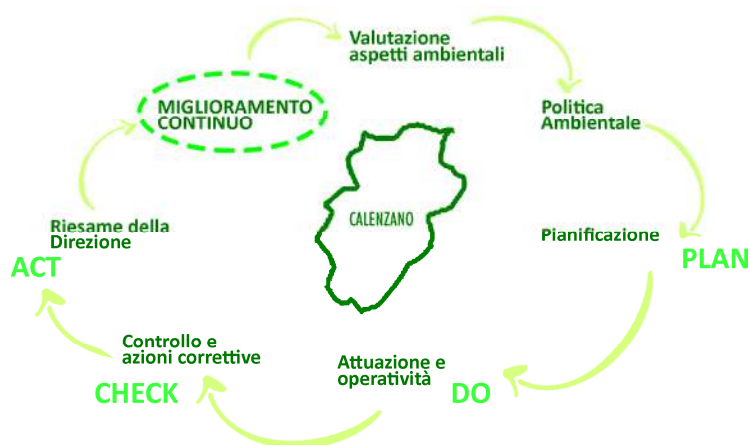 Valutazione
aspetti ambientali
MIGLIORAMENTO
CONTINUO
Politica
Ambientale
CALENZANO
Riesame della
Direzione
Pianificazione
ACT
PLAN
Controllo e
azioni correttive
Attuazione e
operatività
CHECK
DO